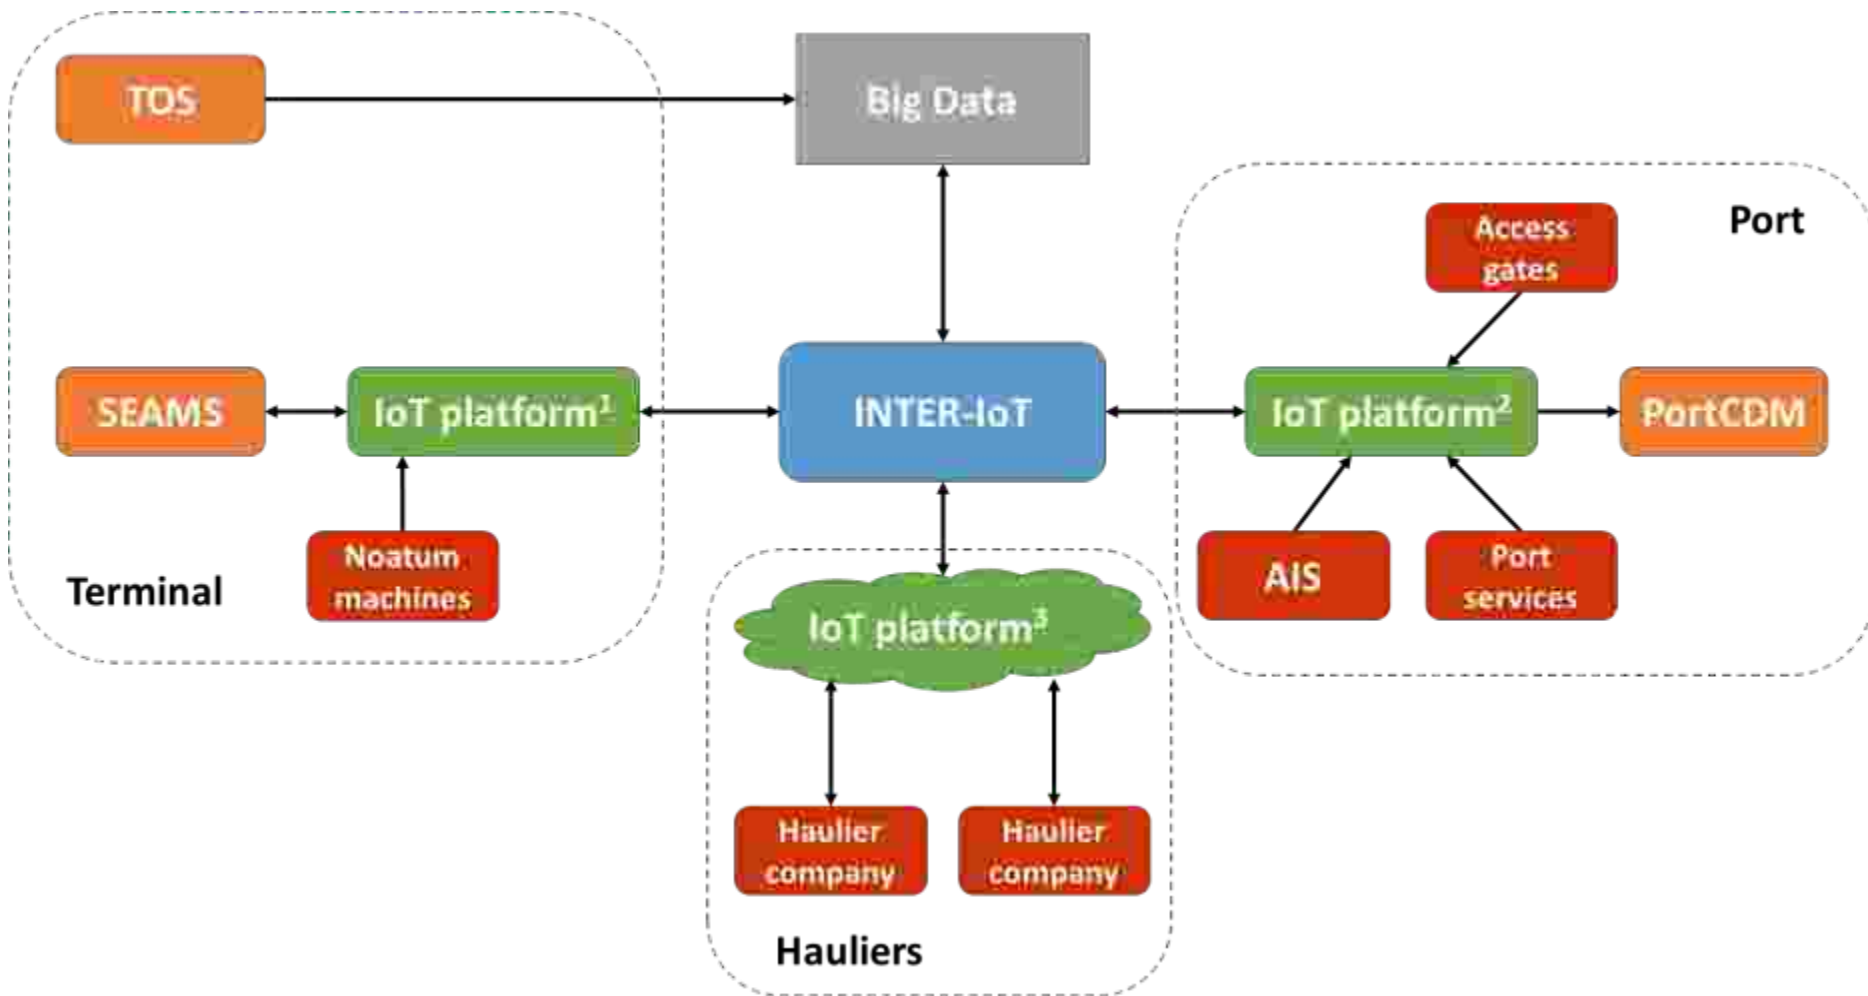 TOS
Big Data
Access
gates
Port
SEAMS
IoT platform¹
INTER-IoT
IoT platform²
PortCDM
Noatum
machines
Terminal
AIS
Port
services
IoT platform³
Haulier
company
Haulier
company
Hauliers